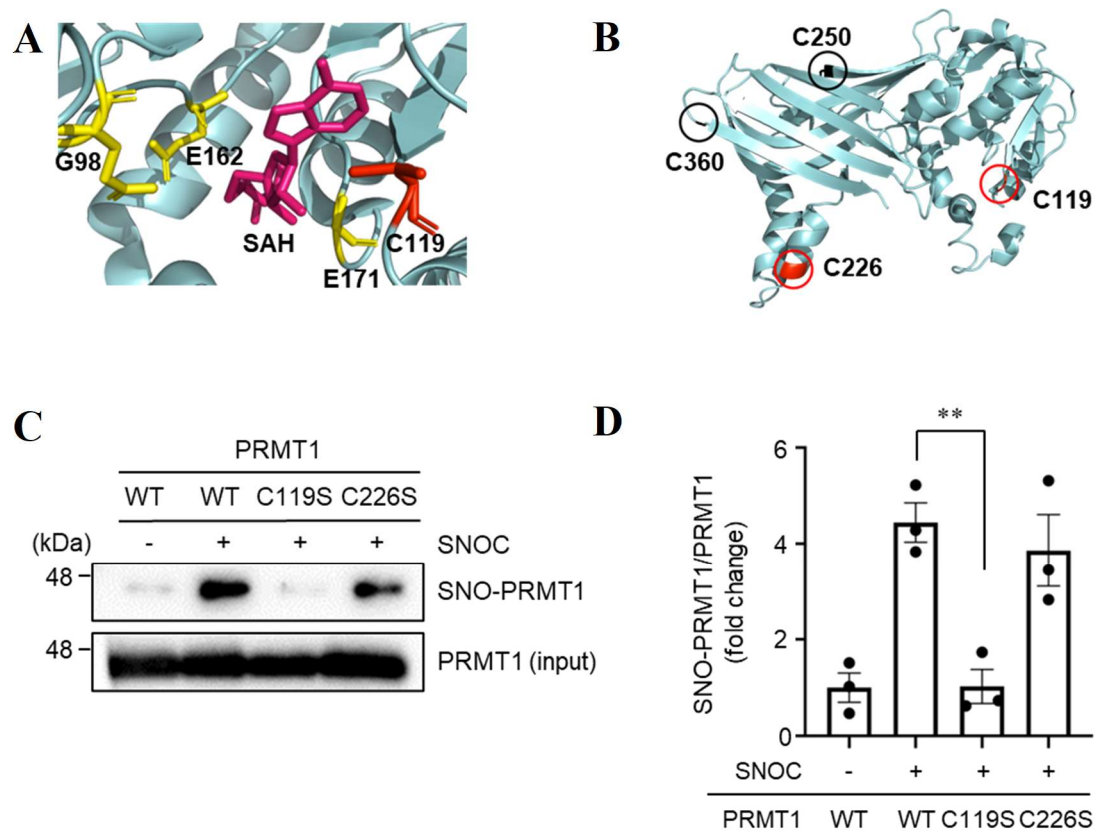 A
G98
E162
SAH
C119
E171
B
C250
C360
C119
C226
C
PRMT1
WT WT C119S C226S
(kDa) - + + + SNOC
48 SNO-PRMT1
48 PRMT1 (input)
D
**
SNO-PRMT1/PRMT1
(fold change)
6
4
2
0
SNOC - + + +
PRMT1 WT WT C119S C226S